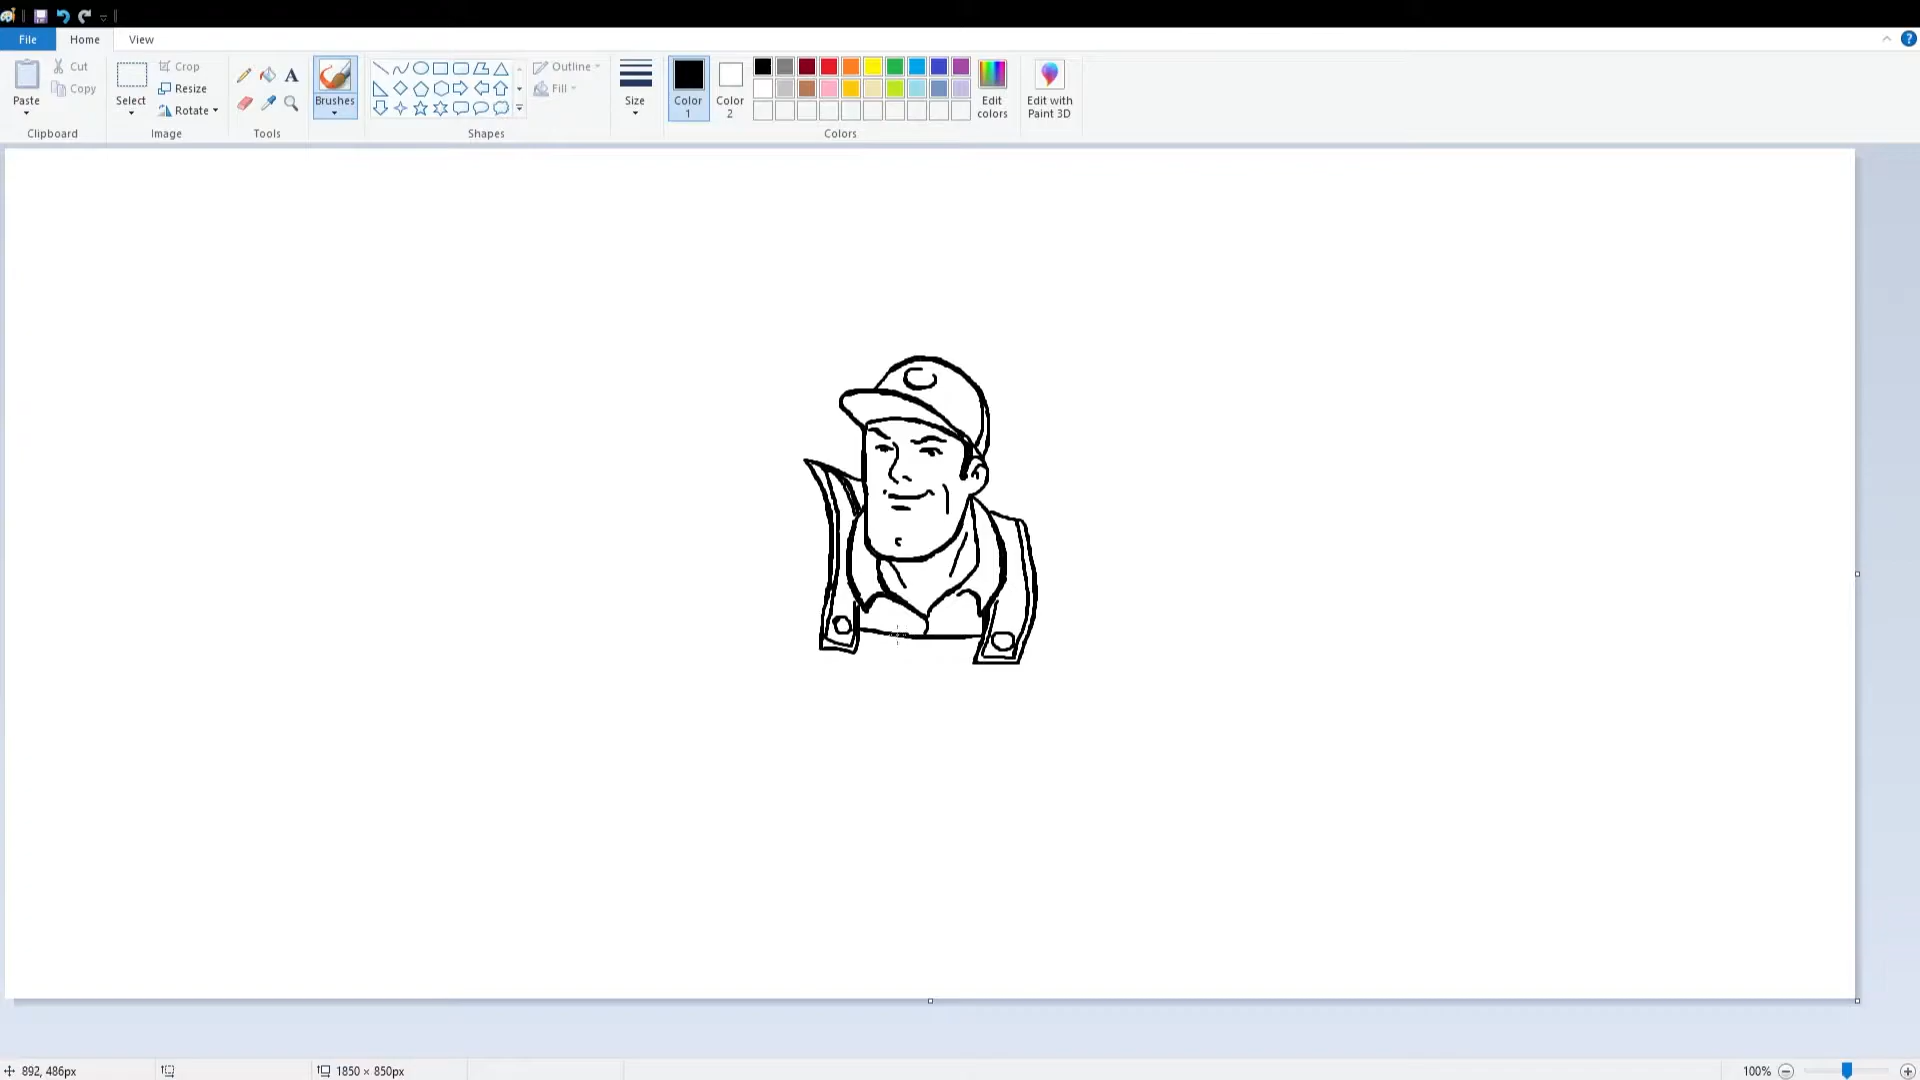 File Home View
Paste
Cut
Copy
Clipboard
Select
Crop
Resize
Rotate
Image
A
Tools
Brushes
Outline
Fill
Shapes
Size
Color
1
Color
2
Edit
colors
Colors
Edit with
Paint 3D
?
C
892, 486px
1850 × 850px
100%